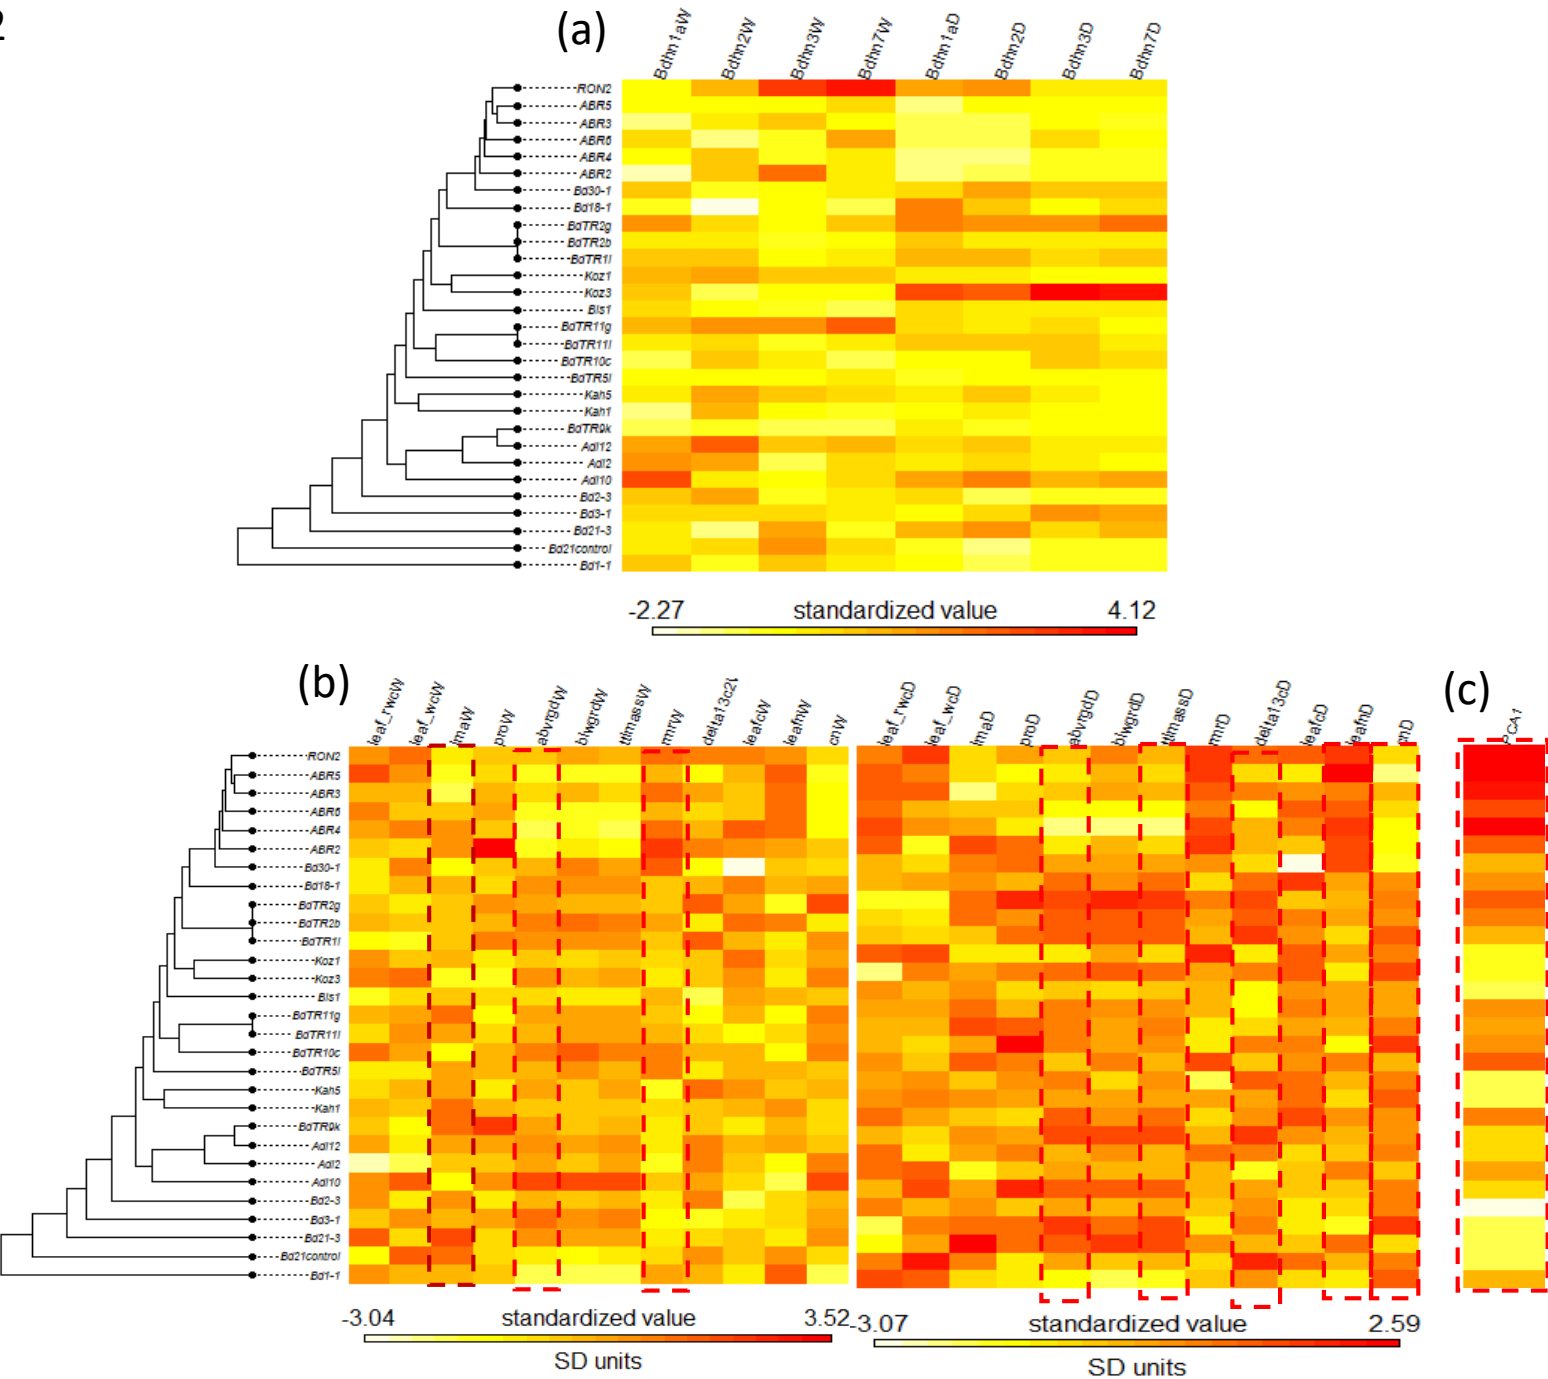 2
(a)
Bdhn1aW Bdhn2W Bdhn3W Bdhn7W Bdhn1aD Bdhn2D Bdhn3D Bdhn7D
RON2
ABR5
ABR3
ABR6
ABR4
ABR2
Bd30-1
Bd18-1
BdTR2g
BdTR2b
BdTR1i
Koz1
Koz3
Bis1
BdTR11g
BdTR11i
BdTR10c
BdTR5i
Kah5
Kah1
BdTR9k
Adi12
Adi2
Adi10
Bd2-3
Bd3-1
Bd21-3
Bd21control
Bd1-1
-2.27 standardized value 4.12
(b)
(c)
leaf_rwcW leaf_wcW lmaW proW abvrgdW blwgrdW ttlmassW rmrW delta13c2W leafcW leafnW cnW leaf_rwcD leaf_wcD lmaD proD abvrgdD blwgrdD ttlmassD rmrD delta13cD leafcD leafnD cnD PCA1
RON2
ABR5
ABR3
ABR6
ABR4
ABR2
Bd30-1
Bd18-1
BdTR2g
BdTR2b
BdTR1i
Koz1
Koz3
Bis1
BdTR11g
BdTR11i
BdTR10c
BdTR5i
Kah5
Kah1
BdTR9k
Adi12
Adi2
Adi10
Bd2-3
Bd3-1
Bd21-3
Bd21control
Bd1-1
-3.04 standardized value 3.52
SD units
-3.07 standardized value 2.59
SD units